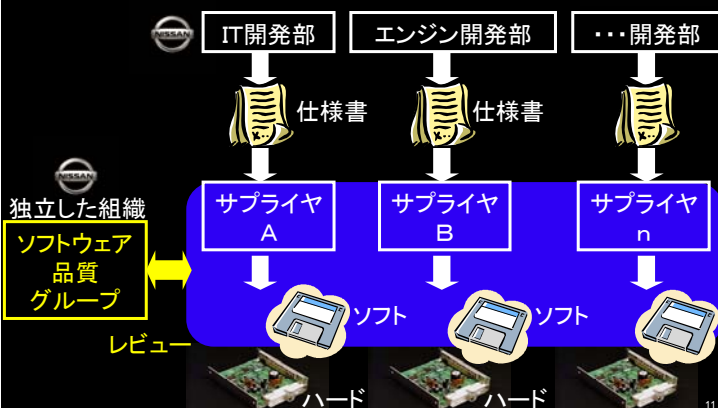 NISSAN
IT開発部
エンジン開発部
・・・開発部
仕様書
仕様書
NISSAN
独立した組織
ソフトウェア
品質
グループ
サプライヤ
A
サプライヤ
B
サプライヤ
n
ソフト
ソフト
レビュー
ハード
ハード
11